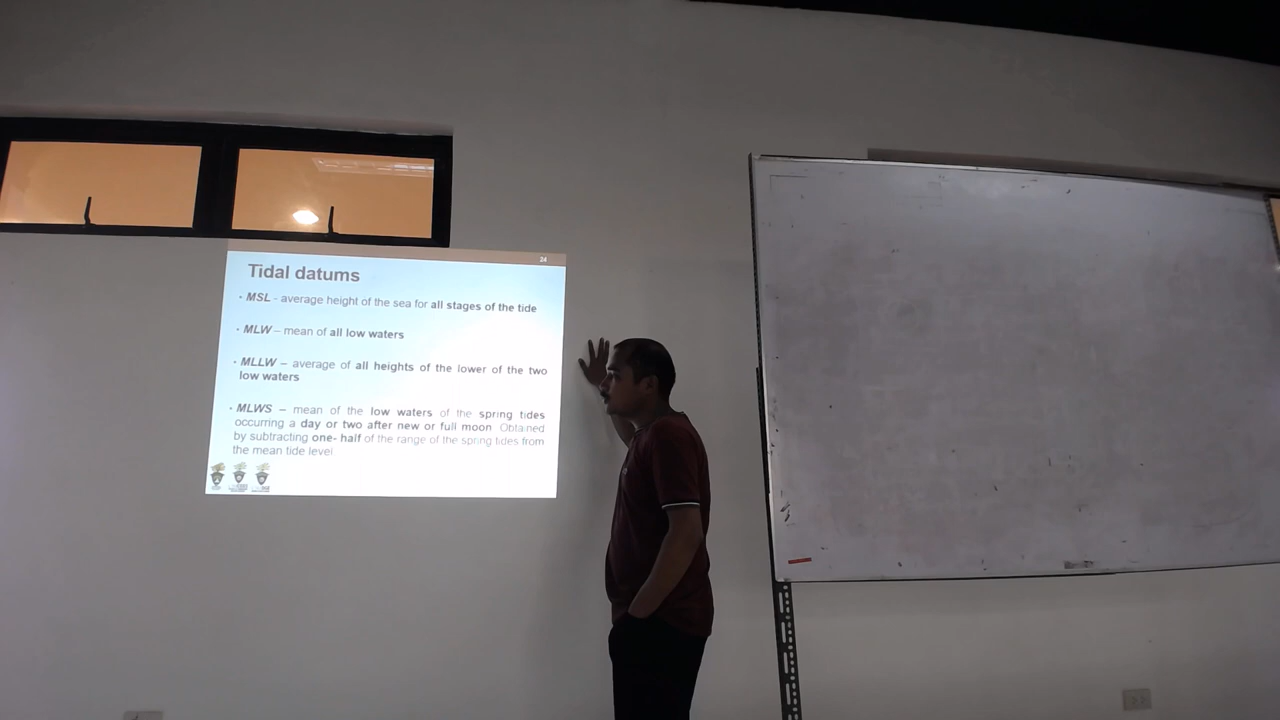 24
Tidal datums
• MSL - average height of the sea for all stages of the tide
• MLW – mean of all low waters
• MLLW – average of all heights of the lower of the two
low waters
• MLWS – mean of the low waters of the spring tides
occurring a day or two after new or full moon. Obtained
by subtracting one- half of the range of the spring tides from
the mean tide level